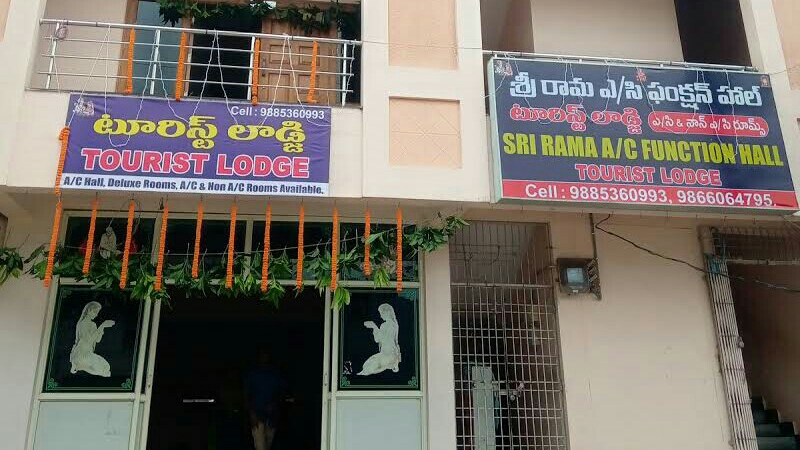 Cell : 9885360993
టూరిస్ట్ లాడ్జి
TOURIST LODGE
A/C Hall, Deluxe Rooms, A/C & Non A/C Rooms Available.
శ్రీ రామ ఎ/సి ఫంక్షన్ హాల్
టూరిస్ట్ లాడ్జి
ఎ/సి & నాన్ ఎ/సి రూమ్స్
SRI RAMA A/C FUNCTION HALL
TOURIST LODGE
Cell : 9885360993, 9866064795,